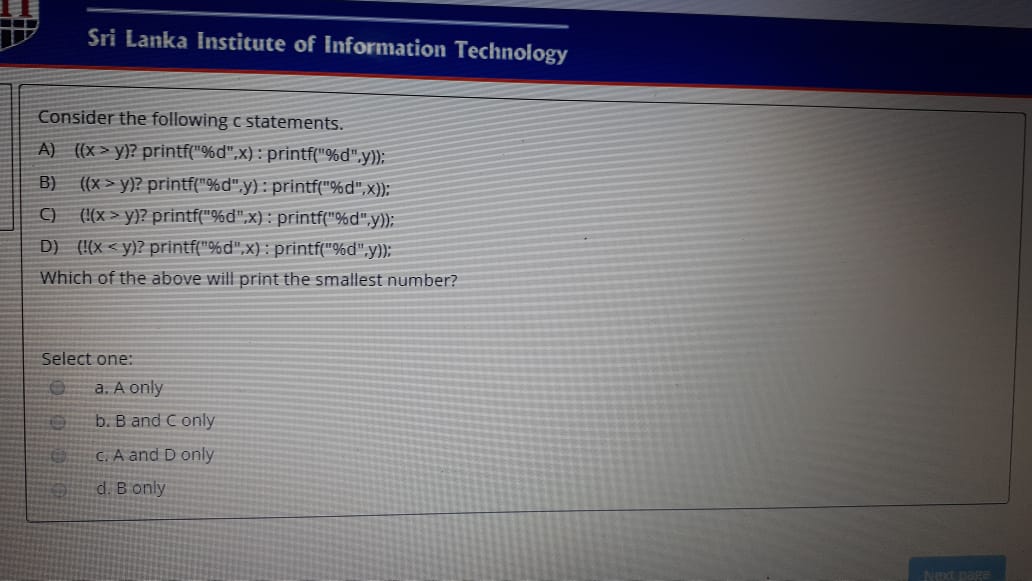 Sri Lanka Institute of Information Technology
Consider the following c statements.
A) ((x > y)? printf("%d",x) : printf("%d",y));
B) ((x > y)? printf("%d",y) : printf("%d",x));
C) (!(x > y)? printf("%d",x) : printf("%d",y));
D) (!(x < y)? printf("%d",x) : printf("%d",y));
Which of the above will print the smallest number?
Select one:
a. A only
b. B and C only
c. A and D only
d. B only
Next page